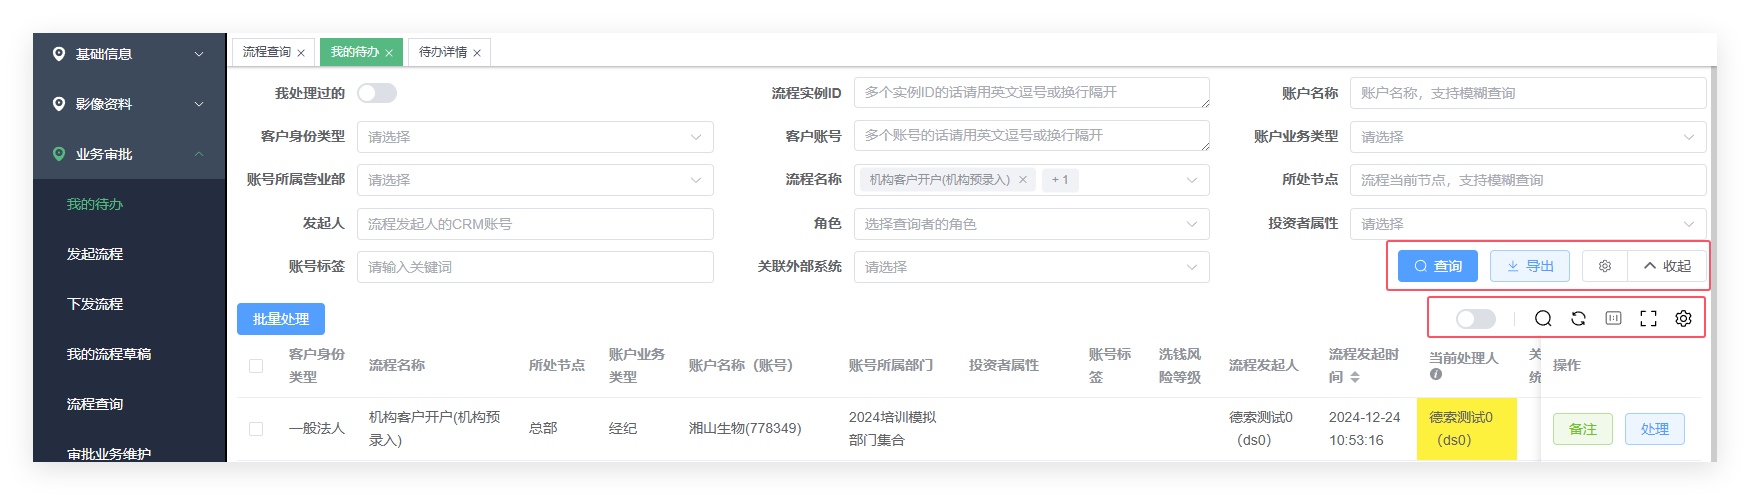 基础信息
影像资料
业务审批
我的待办
发起流程
下发流程
我的流程草稿
流程查询
审批业务维护
流程查询 × 我的待办 × 待办详情 ×
我处理过的 流程实例ID 多个实例ID的话请用英文逗号或换行隔开 账户名称 账户名称，支持模糊查询
客户身份类型 请选择 客户账号 多个账号的话请用英文逗号或换行隔开 账户业务类型 请选择
账号所属营业部 请选择 流程名称 机构客户开户(机构预录入) × + 1 所处节点 流程当前节点，支持模糊查询
发起人 流程发起人的CRM账号 角色 选择查询者的角色 投资者属性 请选择
账号标签 请输入关键词 关联外部系统 请选择 查询 导出 收起
批量处理
客户身份
类型
流程名称
所处节点
账户业务
类型
账户名称（账号）
账号所属部门
投资者属性
账号标
签
洗钱风
险等级
流程发起人
流程发起时
间
当前处理人
关
统
操作
一般法人
机构客户开户(机构预
录入)
总部
经纪
湘山生物(778349)
2024培训模拟
部门集合
德索测试0
（ds0）
2024-12-24
10:53:16
德索测试0
（ds0）
备注
处理